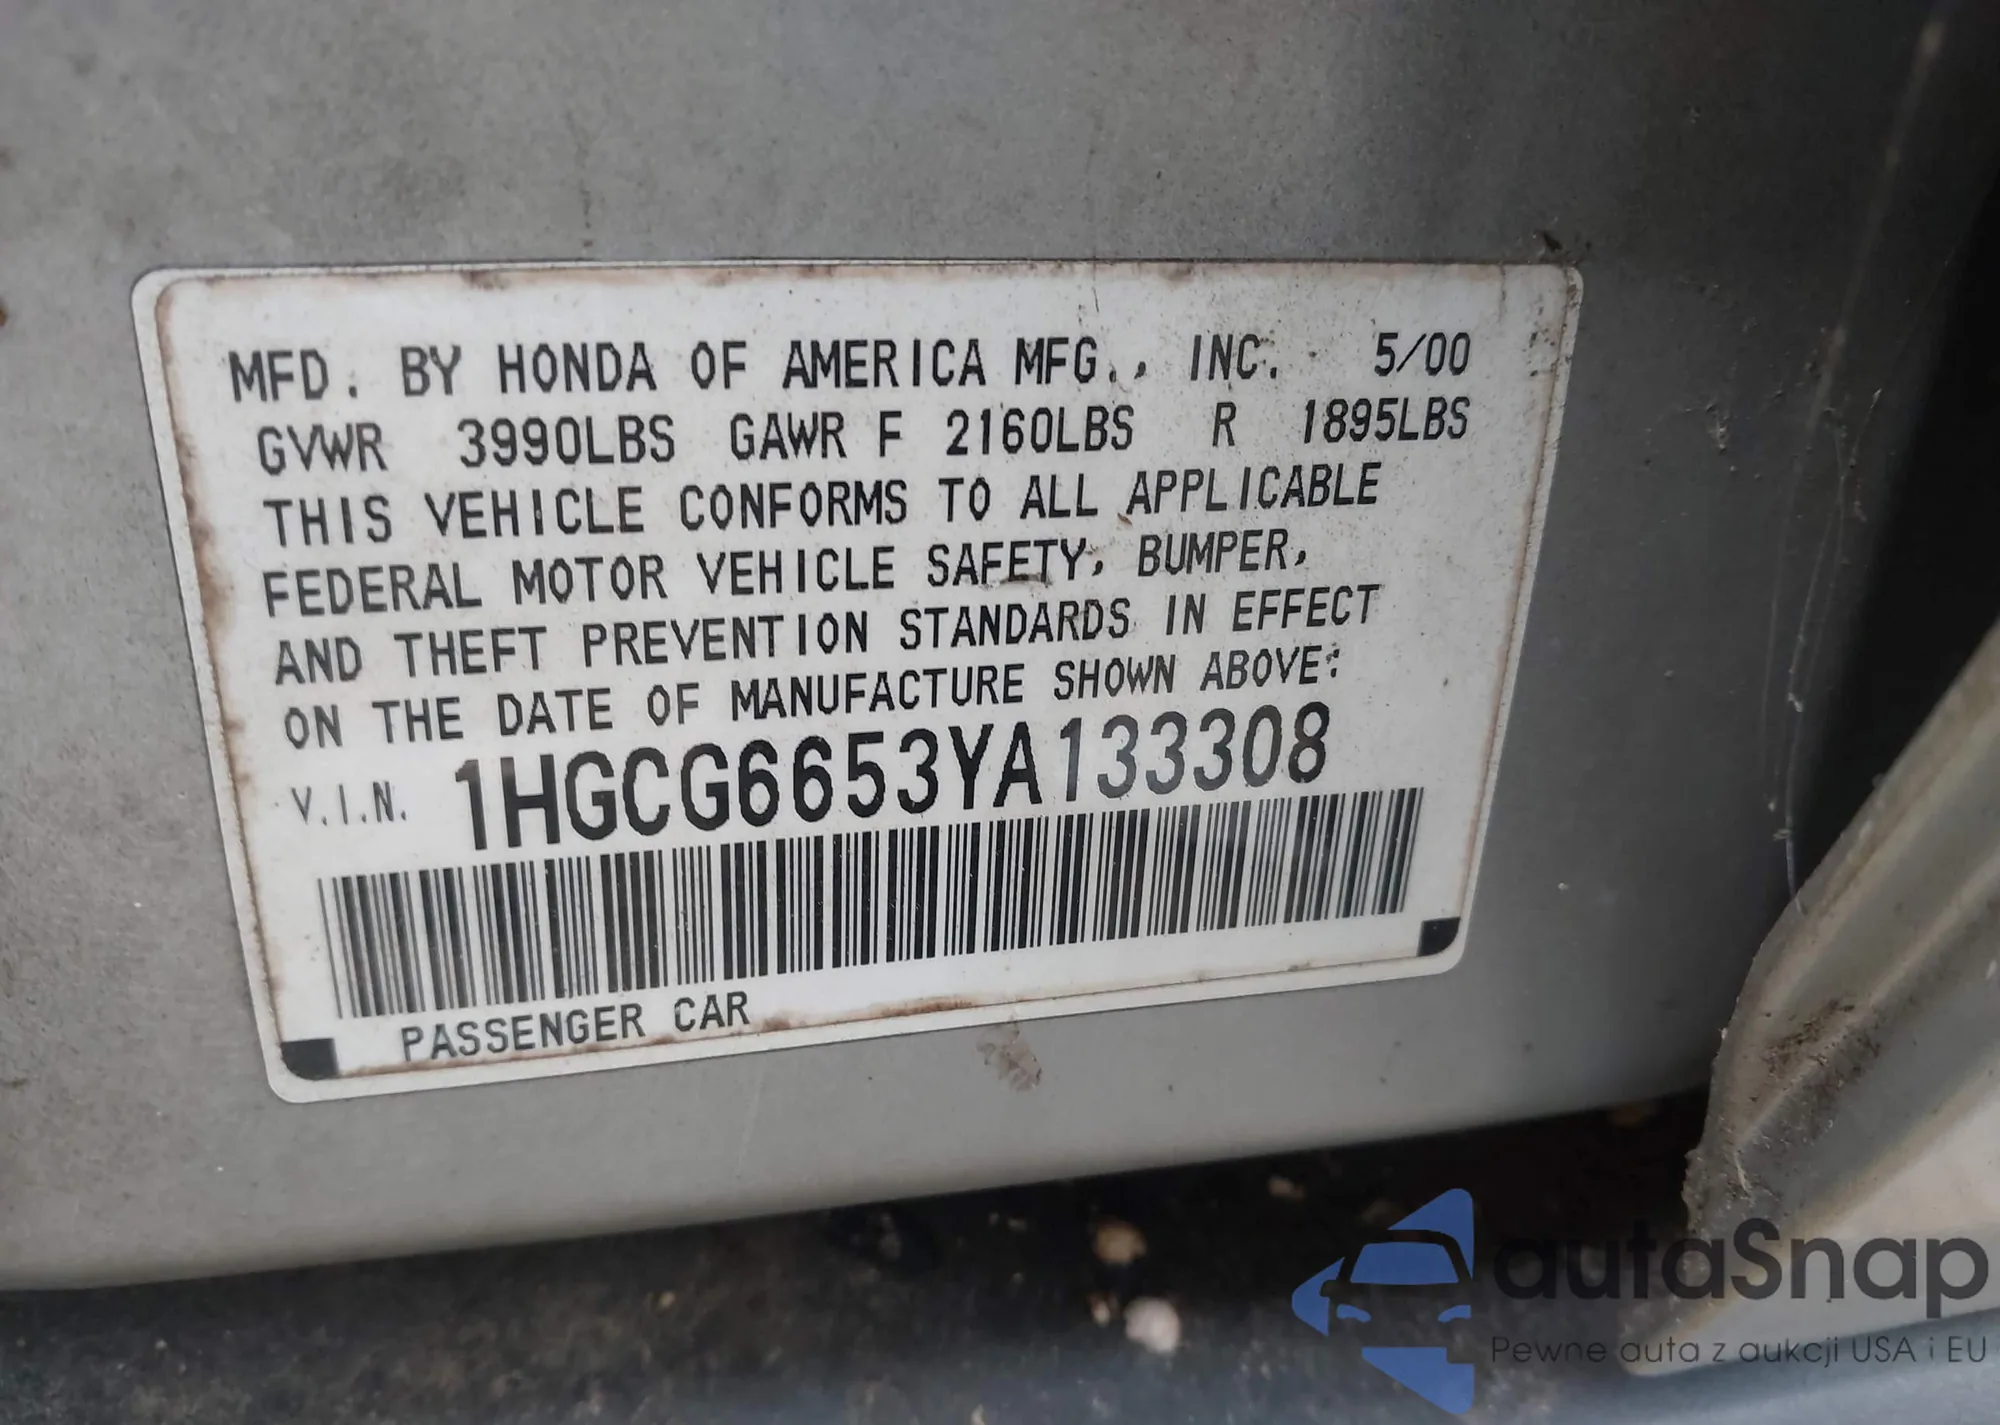 MFD. BY HONDA OF AMERICA MFG., INC. 5/00
GVWR 3990LBS GAWR F 2160LBS R 1895LBS
THIS VEHICLE CONFORMS TO ALL APPLICABLE
FEDERAL MOTOR VEHICLE SAFETY, BUMPER,
AND THEFT PREVENTION STANDARDS IN EFFECT
ON THE DATE OF MANUFACTURE SHOWN ABOVE:
V.I.N. 1HGCG6653YA133308
PASSENGER CAR
autaSnap
Pewne auta z aukcji USA i EU